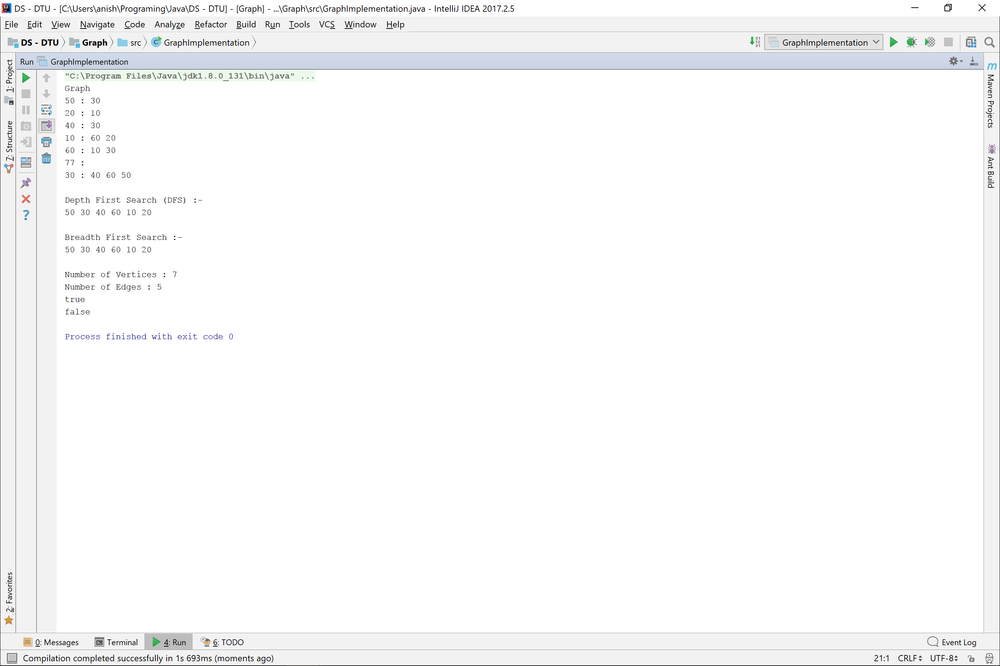 DS - DTU - [C:\Users\anish\Programing\Java\DS - DTU] - [Graph] - ...\Graph\src\GraphImplementation.java - IntelliJ IDEA 2017.2.5
File Edit View Navigate Code Analyze Refactor Build Run Tools VCS Window Help
DS - DTU Graph src GraphImplementation GraphImplementation
Run GraphImplementation
1: Project
7: Structure
2: Favorites
"C:\Program Files\Java\jdk1.8.0_131\bin\java" ...
Graph
50 : 30
20 : 10
40 : 30
10 : 60 20
60 : 10 30
77 :
30 : 40 60 50
Depth First Search (DFS) :-
50 30 40 60 10 20
Breadth First Search :-
50 30 40 60 10 20
Number of Vertices : 7
Number of Edges : 5
true
false
Process finished with exit code 0
Maven Projects
Ant Build
0: Messages Terminal 4: Run 6: TODO Event Log
Compilation completed successfully in 1s 693ms (moments ago) 21:1 CRLF UTF-8